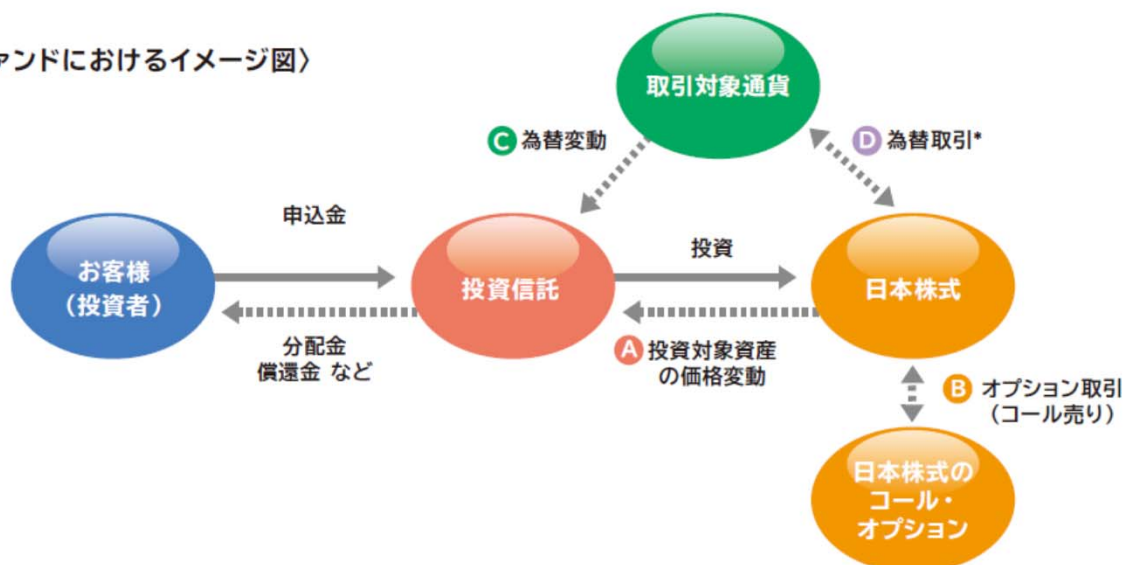 ァンドにおけるイメージ図〉
取引対象通貨
C 為替変動
D 為替取引*
申込金
投資
お客様
（投資者）
投資信託
日本株式
分配金
償還金 など
A 投資対象資産
の価格変動
B オプション取引
（コール売り）
日本株式の
コール・
オプション